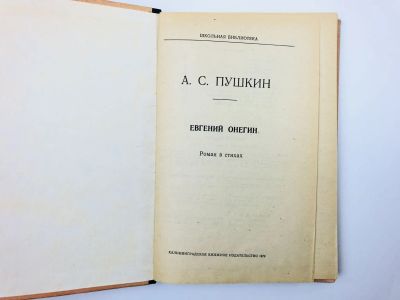 ШКОЛЬНАЯ БИБЛИОТЕКА
А. С. ПУШКИН
ЕВГЕНИЙ ОНЕГИН
Роман в стихах
КАЛИНИНГРАДСКОЕ КНИЖНОЕ ИЗДАТЕЛЬСТВО